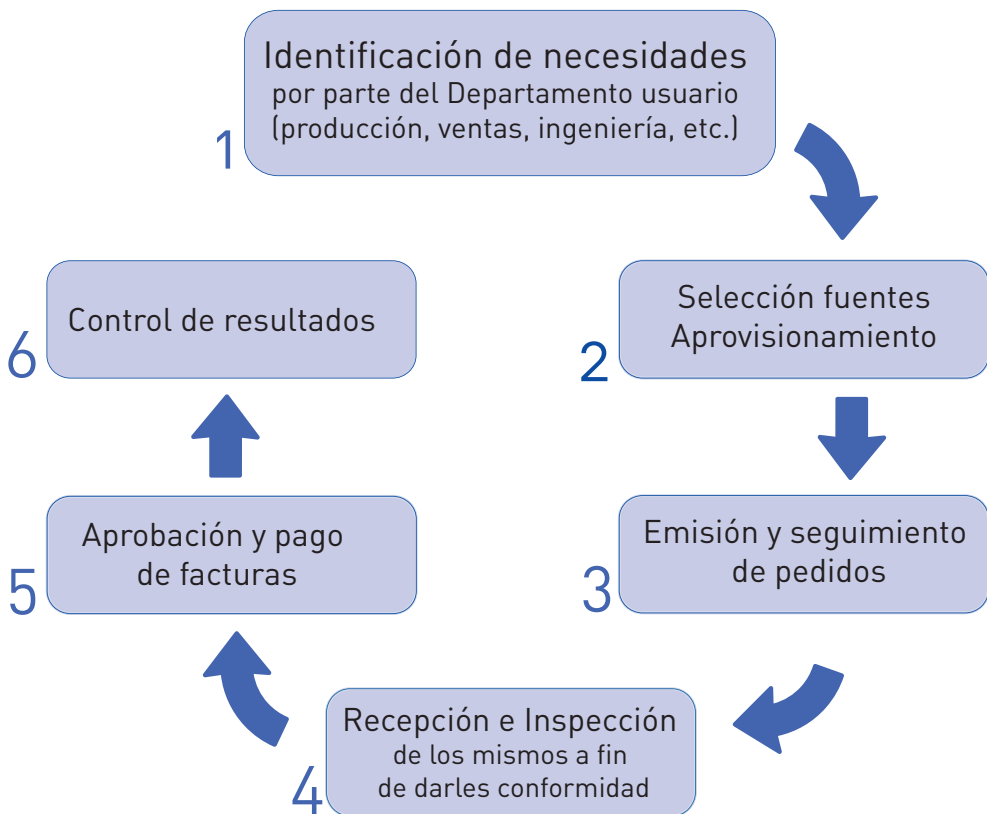 1
Identificación de necesidades
por parte del Departamento usuario
(producción, ventas, ingeniería, etc.)
2
Selección fuentes
Aprovisionamiento
3
Emisión y seguimiento
de pedidos
4
Recepción e Inspección
de los mismos a fin
de darles conformidad
5
Aprobación y pago
de facturas
6
Control de resultados